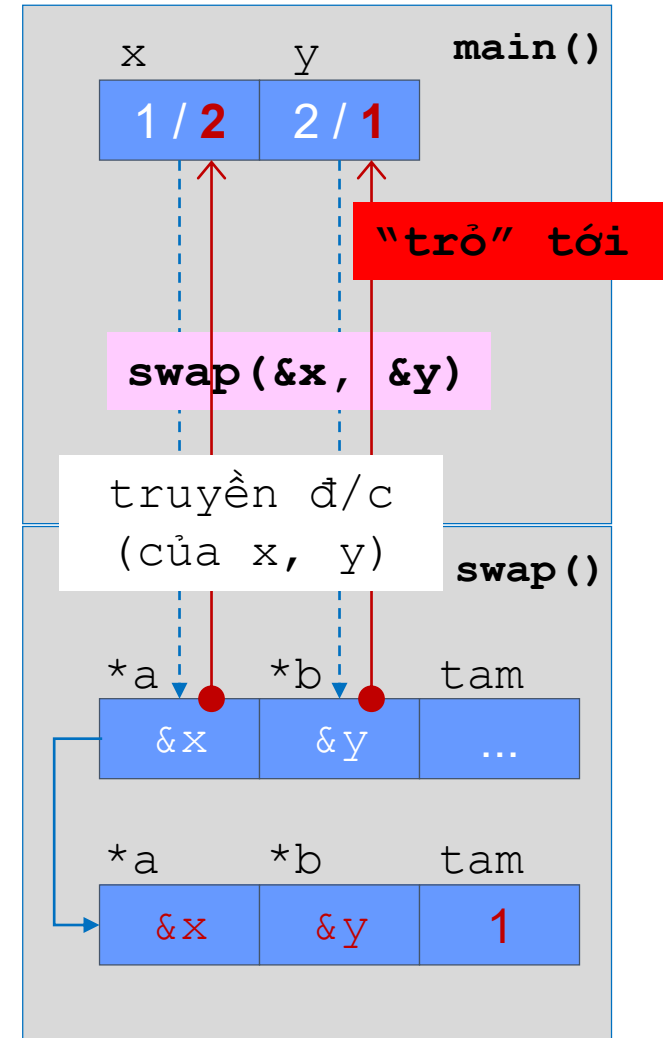 x y main()
1 / 2 2 / 1
“trỏ” tới
swap(&x, &y)
truyền đ/c
(của x, y)
swap()
*a *b tam
&x &y ...
*a *b tam
&x &y 1